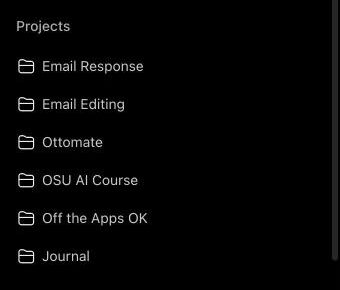 Projects
Email Response
Email Editing
Ottomate
OSU AI Course
Off the Apps OK
Journal